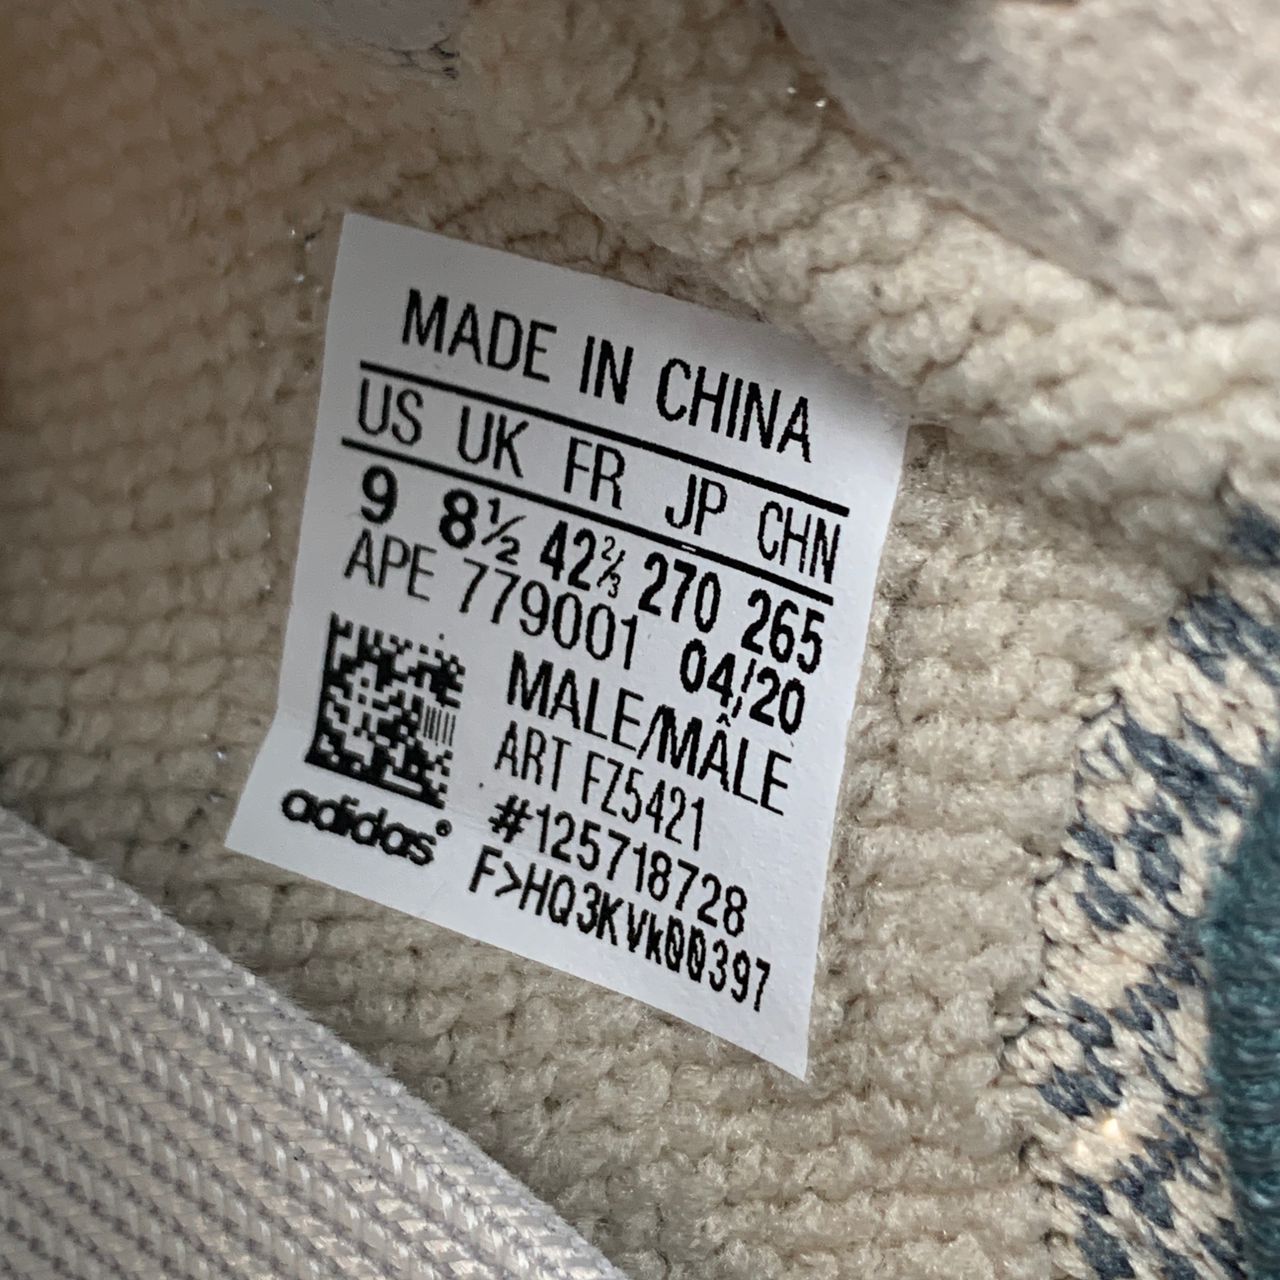 MADE IN CHINA
US UK FR JP CHN
9 8½ 42⅔ 270 265
APE 779001 04/20
MALE/MÂLE
ART FZ5421
#125718728
F>HQ3KVk00397
adidas®